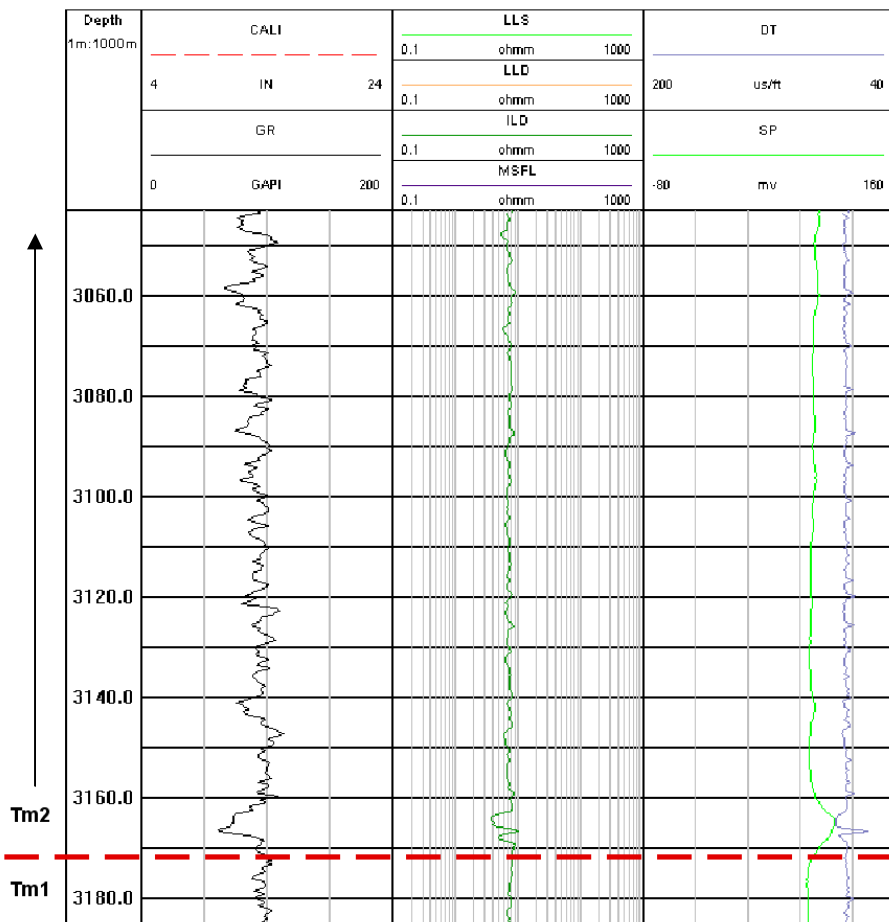 Depth
1m:1000m
CALI
4 IN 24
GR
0 GAPI 200
LLS
0.1 ohmm 1000
LLD
0.1 ohmm 1000
ILD
0.1 ohmm 1000
MSFL
0.1 ohmm 1000
DT
200 us/ft 40
SP
-80 mv 160
3060.0
3080.0
3100.0
3120.0
3140.0
3160.0
Tm2
Tm1
3180.0